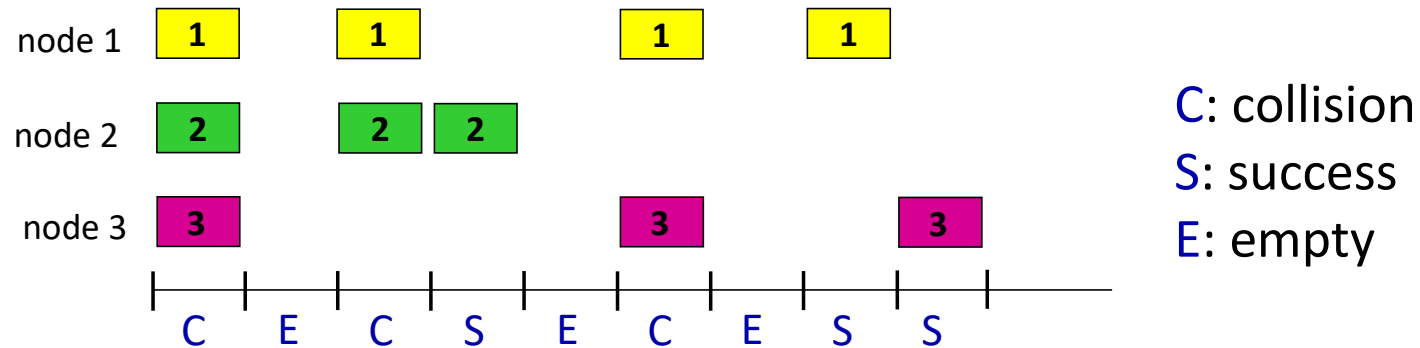 node 1 1 1 1 1
node 2 2 2 2
node 3 3 3 3
C E C S E C E S S
C: collision
S: success
E: empty